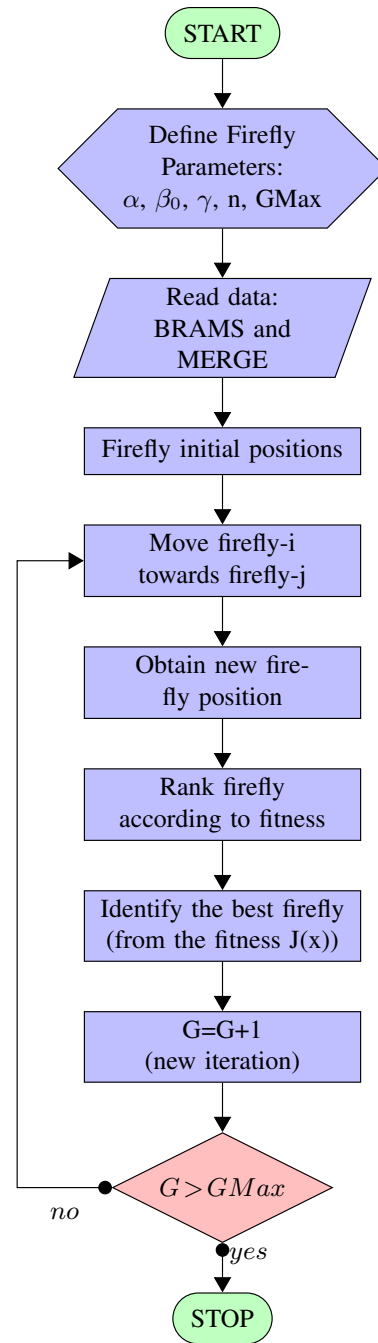 START
Define Firefly
Parameters:
α, β₀, γ, n, GMax
Read data:
BRAMS and
MERGE
Firefly initial positions
Move firefly-i
towards firefly-j
Obtain new fire-
fly position
Rank firefly
according to fitness
Identify the best firefly
(from the fitness J(x))
G=G+1
(new iteration)
G>GMax
no
yes
STOP